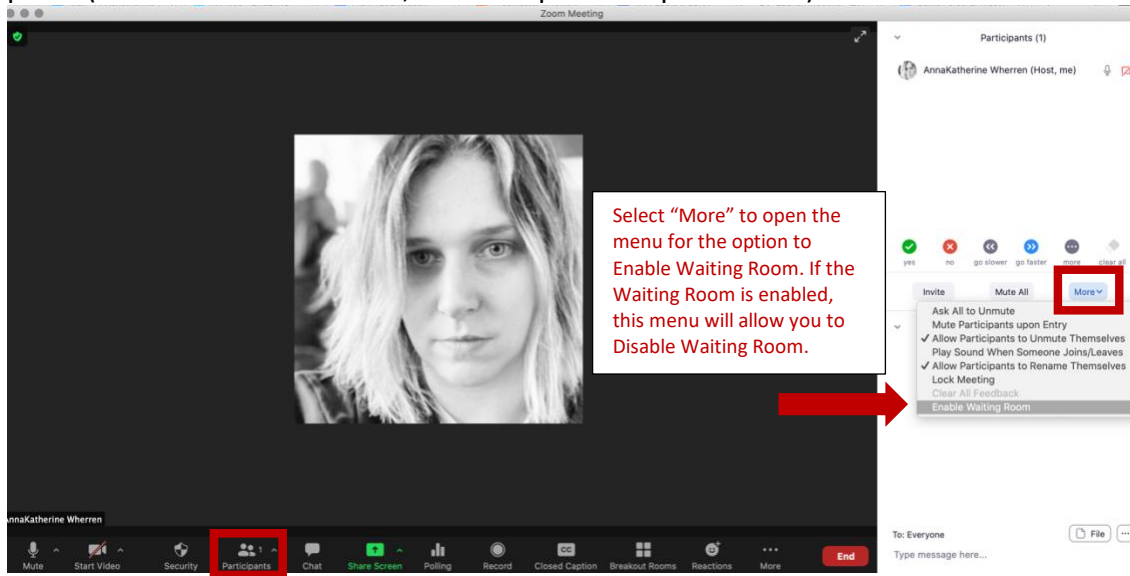 Zoom Meeting
Participants (1)
AnnaKatherine Wherren (Host, me)
Select “More” to open the
menu for the option to
Enable Waiting Room. If the
Waiting Room is enabled,
this menu will allow you to
Disable Waiting Room.
yes no go slower go faster more clear all
Invite Mute All More
Ask All to Unmute
Mute Participants upon Entry
✓ Allow Participants to Unmute Themselves
Play Sound When Someone Joins/Leaves
✓ Allow Participants to Rename Themselves
Lock Meeting
Clear All Feedback
Enable Waiting Room
AnnaKatherine Wherren
To: Everyone File
Type message here...
Mute Start Video Security Participants 1 Chat Share Screen Polling Record CC Closed Caption Breakout Rooms Reactions More End